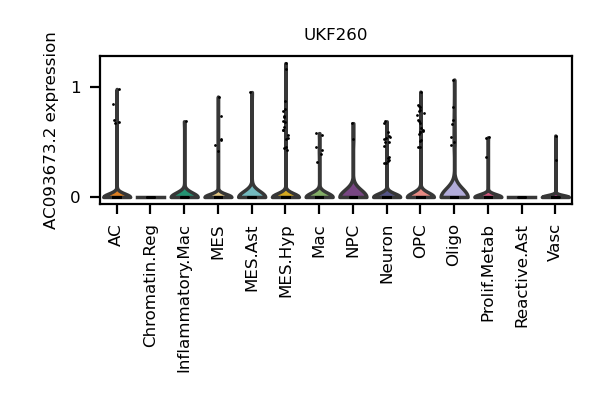 UKF260
AC093673.2 expression
1
0
AC
Chromatin.Reg
Inflammatory.Mac
MES
MES.Ast
MES.Hyp
Mac
NPC
Neuron
OPC
Oligo
Prolif.Metab
Reactive.Ast
Vasc